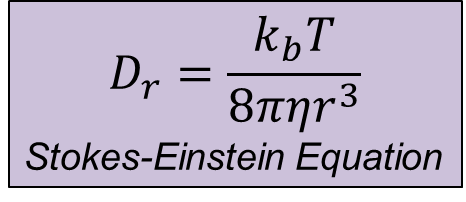 D_r = k_bT / 8πηr³
Stokes-Einstein Equation